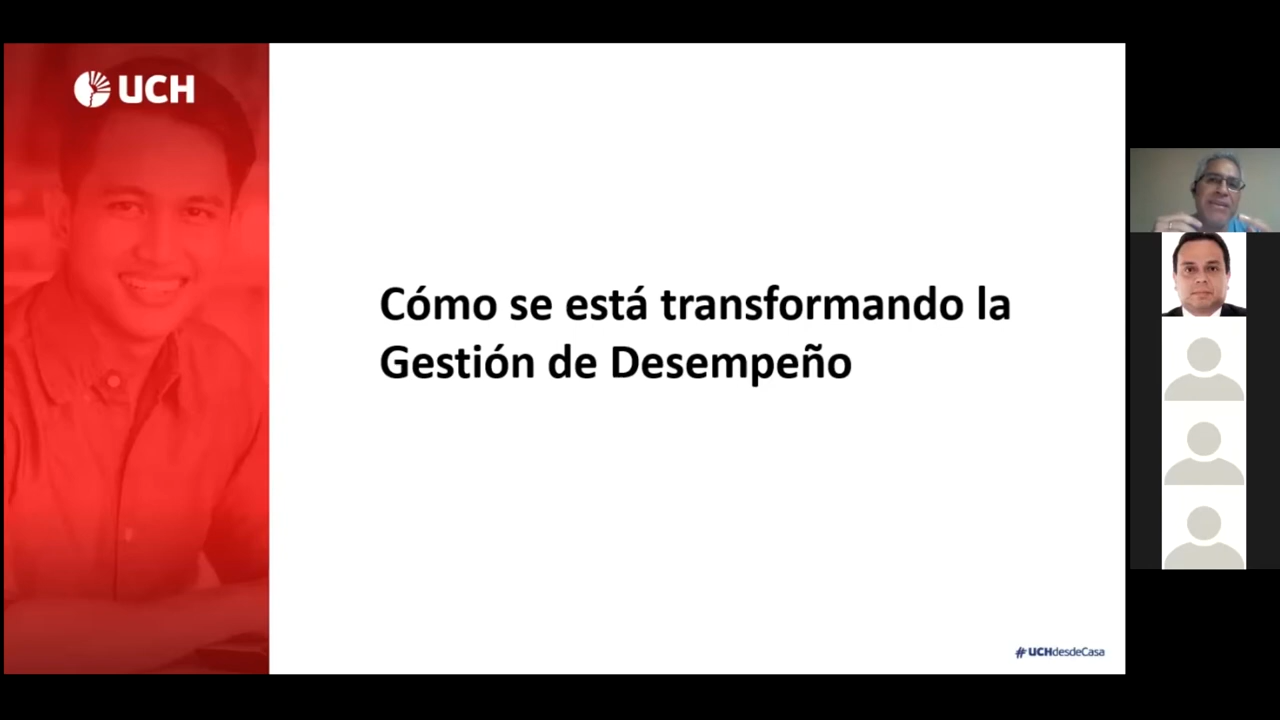 UCH
Cómo se está transformando la
Gestión de Desempeño
#UCHdesdeCasa